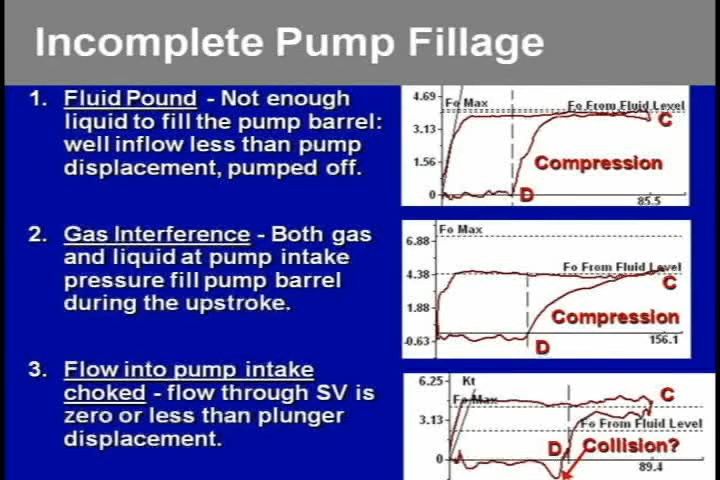 Incomplete Pump Fillage
1. Fluid Pound - Not enough
liquid to fill the pump barrel:
well inflow less than pump
displacement, pumped off.
4.69
Fo Max
Fo From Fluid Level
C
3.13
1.56
Compression
0
D
85.5
2. Gas Interference - Both gas
and liquid at pump intake
pressure fill pump barrel
during the upstroke.
Fo Max
6.88
4.38
Fo From Fluid Level
C
1.88
Compression
-0.63
D
156.1
3. Flow into pump intake
choked - flow through SV is
zero or less than plunger
displacement.
6.25
Kt
Fo Max
C
3.13
Fo From Fluid Level
D
Collision?
0
89.4